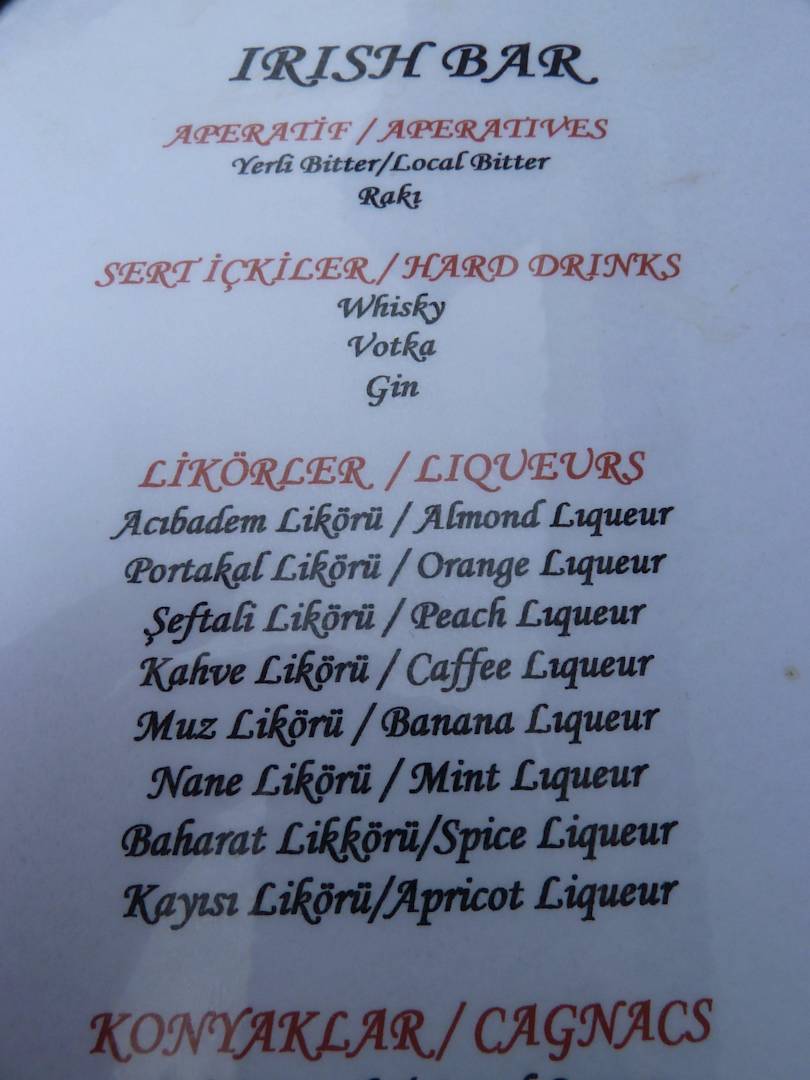 IRISH BAR
APERATİF / APERATIVES
Yerli Bitter/Local Bitter
Rakı
SERT İÇKİLER / HARD DRINKS
Whisky
Votka
Gin
LİKÖRLER / LIQUEURS
Acıbadem Likörü / Almond Lıqueur
Portakal Likörü / Orange Lıqueur
Şeftali Likörü / Peach Lıqueur
Kahve Likörü / Caffee Lıqueur
Muz Likörü / Banana Lıqueur
Nane Likörü / Mint Lıqueur
Baharat Likkörü/Spice Liqueur
Kayısı Likörü/Apricot Liqueur
KONYAKLAR / CAGNACS